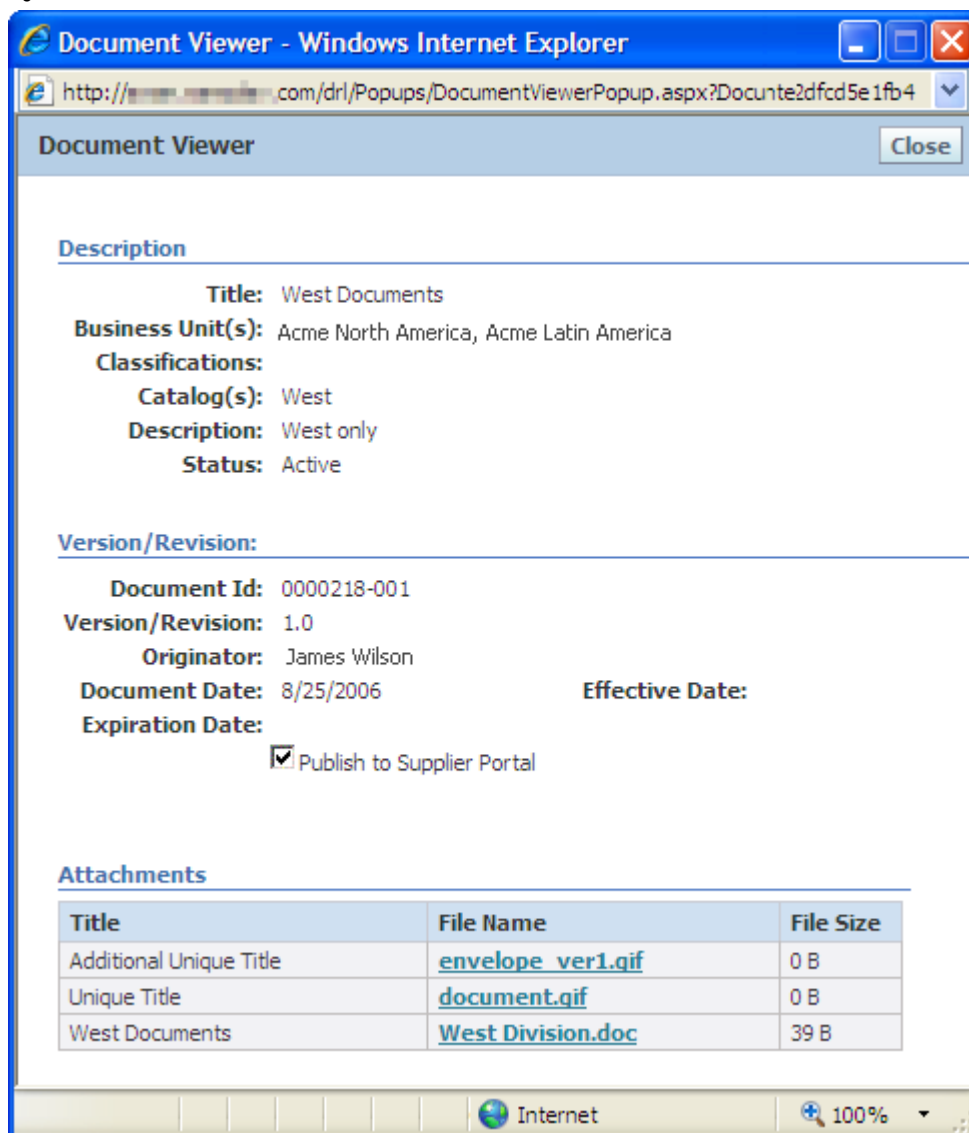 Document Viewer - Windows Internet Explorer
http:// .com/drl/Popups/DocumentViewerPopup.aspx?Docunte2dfcd5e1fb4
Document Viewer Close
Description
Title: West Documents
Business Unit(s): Acme North America, Acme Latin America
Classifications:
Catalog(s): West
Description: West only
Status: Active
Version/Revision:
Document Id: 0000218-001
Version/Revision: 1.0
Originator: James Wilson
Document Date: 8/25/2006 Effective Date:
Expiration Date:
Publish to Supplier Portal
Attachments
Title File Name File Size
Additional Unique Title envelope_ver1.gif 0 B
Unique Title document.gif 0 B
West Documents West Division.doc 39 B
Internet 100%